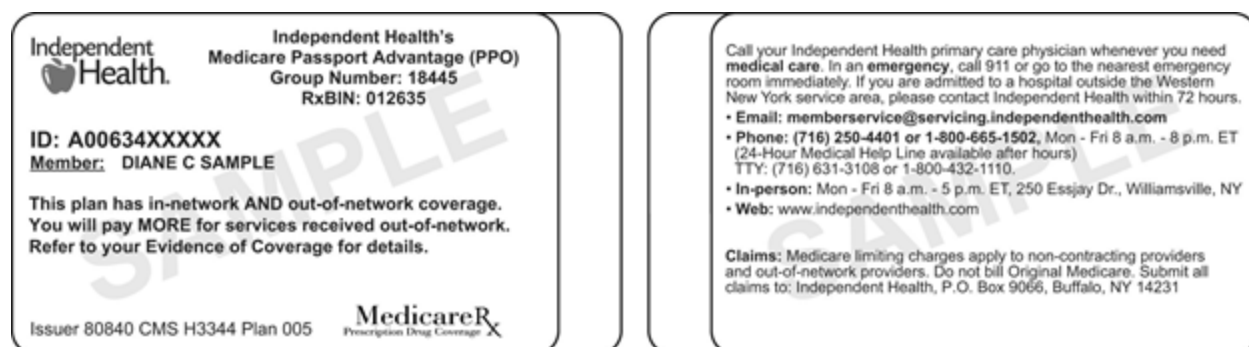 Independent
Health.
Independent Health's
Medicare Passport Advantage (PPO)
Group Number: 18445
RxBIN: 012635
ID: A00634XXXXX
Member: DIANE C SAMPLE
This plan has in-network AND out-of-network coverage.
You will pay MORE for services received out-of-network.
Refer to your Evidence of Coverage for details.
SAMPLE
Issuer 80840 CMS H3344 Plan 005
MedicareRx
Prescription Drug Coverage
Call your Independent Health primary care physician whenever you need
medical care. In an emergency, call 911 or go to the nearest emergency
room immediately. If you are admitted to a hospital outside the Western
New York service area, please contact Independent Health within 72 hours.
• Email: memberservice@servicing.independenthealth.com
• Phone: (716) 250-4401 or 1-800-665-1502, Mon - Fri 8 a.m. - 8 p.m. ET
(24-Hour Medical Help Line available after hours)
TTY: (716) 631-3108 or 1-800-432-1110.
• In-person: Mon - Fri 8 a.m. - 5 p.m. ET, 250 Essjay Dr., Williamsville, NY
• Web: www.independenthealth.com
SAMPLE
Claims: Medicare limiting charges apply to non-contracting providers
and out-of-network providers. Do not bill Original Medicare. Submit all
claims to: Independent Health, P.O. Box 9066, Buffalo, NY 14231